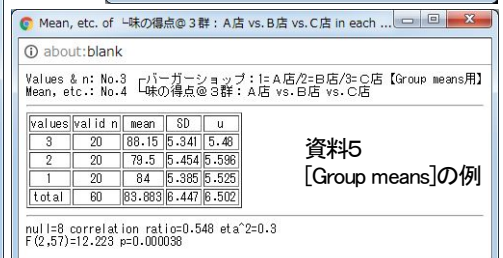 Mean, etc. of └味の得点@3群：A店 vs.B店 vs.C店 in each ...
about:blank
Values & n: No.3 ┌バーガーショップ：1=A店/2=B店/3=C店【Group means用】
Mean, etc.: No.4 └味の得点@3群：A店 vs.B店 vs.C店
values valid n mean SD u
3 20 88.15 5.341 5.48
2 20 79.5 5.454 5.596
1 20 84 5.385 5.525
total 60 83.883 6.447 6.502
資料5
[Group means]の例
null=8 correlation ratio=0.548 eta^2=0.3
F(2,57)=12.223 p=0.000038